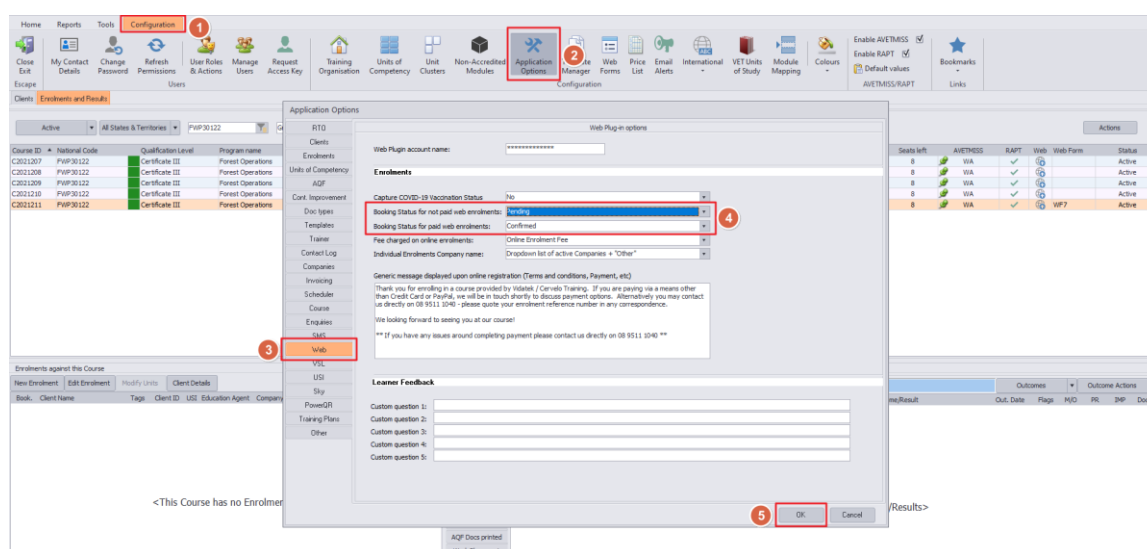 Home Reports Tools Configuration 1
Close Exit
My Contact Details
Change Password
Refresh Permissions
User Roles & Actions
Manage Users
Request Access Key
Training Organisation
Units of Competency
Unit Clusters
Non-Accredited Modules
Application Options
2
Manager
Web Forms
Price List
Email Alerts
International
VET Units of Study
Module Mapping
Colours
Enable AVETMISS
Enable RAPT
Default values
Bookmarks
Escape Users Configuration AVETMISS/RAPT Links
Clients Enrolments and Results
Active All States & Territories FWP30122 Actions
Course ID National Code Qualification Level Program name Seats left AVETMISS RAPT Web Web Form Status
C2021207 FWP30122 Certificate III Forest Operations 8 WA Active
C2021208 FWP30122 Certificate III Forest Operations 8 WA Active
C2021209 FWP30122 Certificate III Forest Operations 8 WA Active
C2021210 FWP30122 Certificate III Forest Operations 8 WA Active
C2021211 FWP30122 Certificate III Forest Operations 8 WA WF7 Active
Application Options
RTO
Clients
Enrolments
Units of Competency
AQF
Cont. Improvement
Doc types
Templates
Trainer
Contact Log
Companies
Invoicing
Scheduler
Course
Enquiries
SMS
3 Web
VSL
USI
Sky
PowerQR
Training Plans
Other
Web Plug-in options
Web Plugin account name: *************
Enrolments
Capture COVID-19 Vaccination Status No
Booking Status for not paid web enrolments: Pending
4
Booking Status for paid web enrolments: Confirmed
Fee charged on online enrolments: Online Enrolment Fee
Individual Enrolments Company name: Dropdown list of active Companies + "Other"
Generic message displayed upon online registration (Terms and conditions, Payment, etc)
Thank you for enrolling in a course provided by Vidatek / Cervelo Training. If you are paying via a means other
than Credit Card or PayPal, we will be in touch shortly to discuss payment options. Alternatively you may contact
us directly on 08 9511 1040 - please quote your enrolment reference number in any correspondence.
We looking forward to seeing you at our course!
** If you have any issues around completing payment please contact us directly on 08 9511 1040 **
Learner Feedback
Custom question 1:
Custom question 2:
Custom question 3:
Custom question 4:
Custom question 5:
5 OK Cancel
Enrolments against this Course
New Enrolment Edit Enrolment Modify Units Client Details Outcomes Outcome Actions
Book. Client Name Tags Client ID USI Education Agent Company me/Result Out. Date Flags M/O PR IMP Doc
<This Course has no Enrolmen /Results>
AQF Docs printed